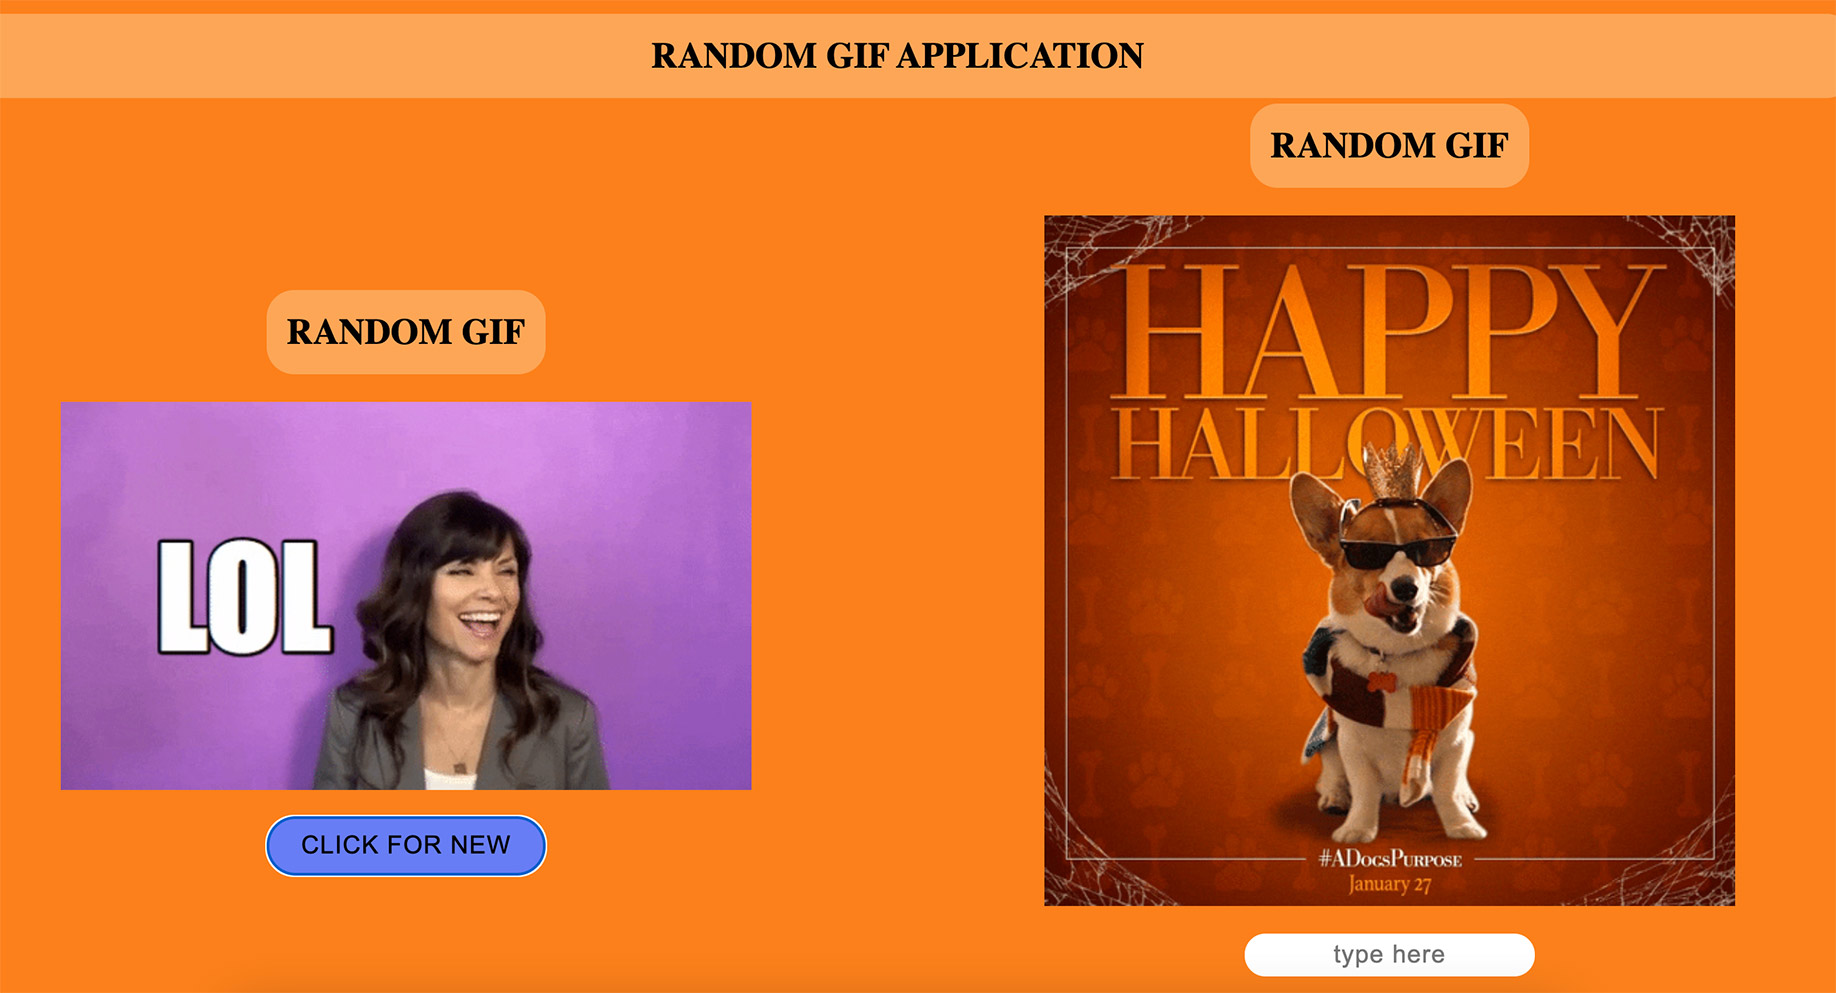 RANDOM GIF APPLICATION
RANDOM GIF
LOL
CLICK FOR NEW
RANDOM GIF
HAPPY
HALLOWEEN
#ADOGSPURPOSE
January 27
type here